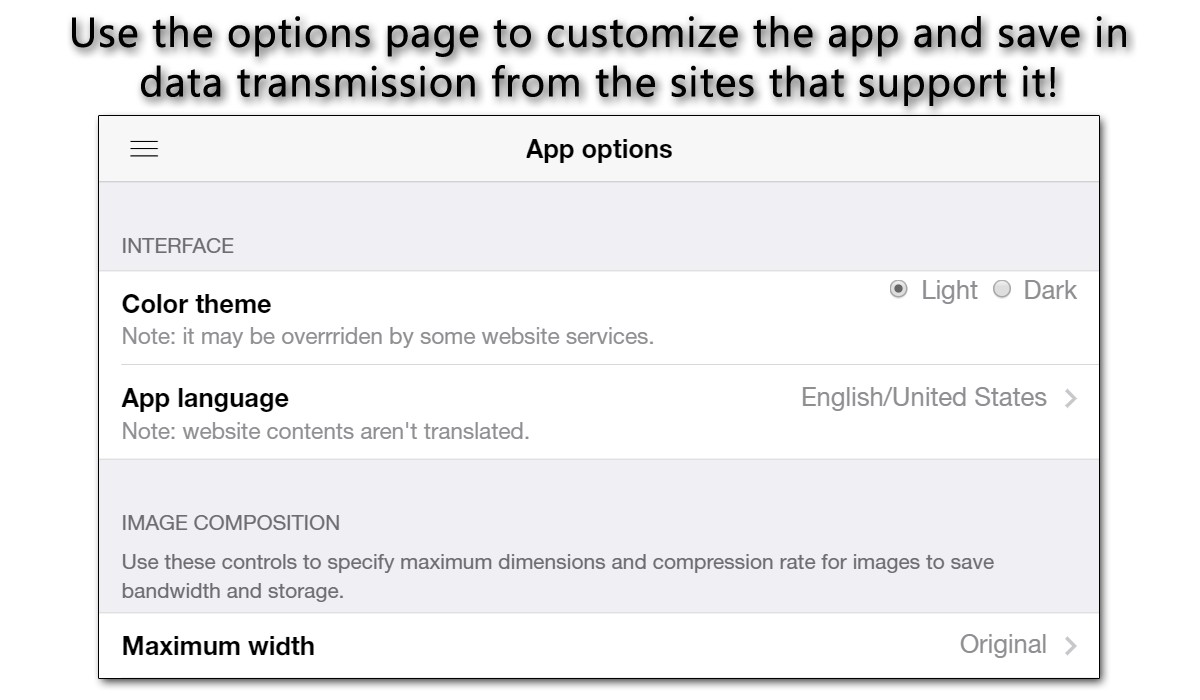 Use the options page to customize the app and save in
data transmission from the sites that support it!
App options
INTERFACE
Color theme
Light Dark
Note: it may be overrriden by some website services.
App language
English/United States
Note: website contents aren't translated.
IMAGE COMPOSITION
Use these controls to specify maximum dimensions and compression rate for images to save
bandwidth and storage.
Maximum width
Original